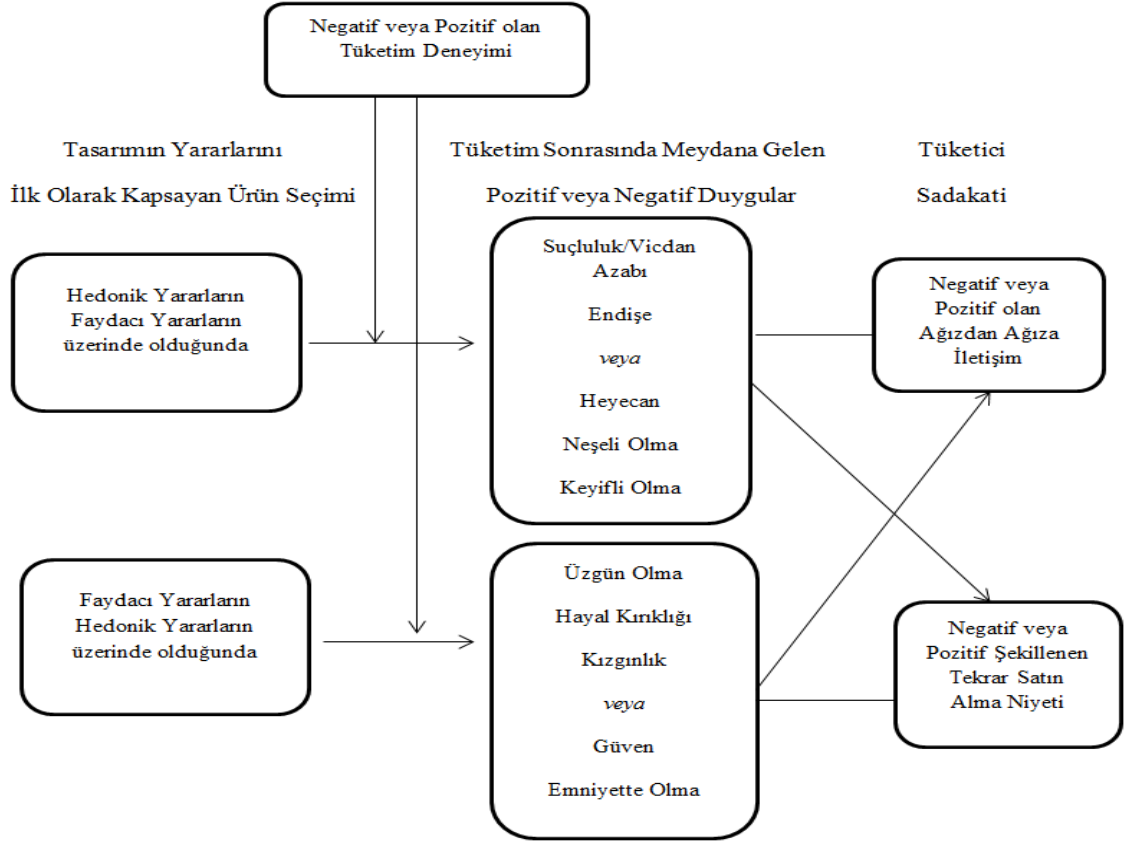 Negatif veya Pozitif olan
Tüketim Deneyimi
Tasarımın Yararlarını
İlk Olarak Kapsayan Ürün Seçimi
Tüketim Sonrasında Meydana Gelen
Pozitif veya Negatif Duygular
Tüketici
Sadakati
Hedonik Yararların
Faydacı Yararların
üzerinde olduğunda
Suçluluk/Vicdan
Azabı
Endişe
veya
Heyecan
Neşeli Olma
Keyifli Olma
Negatif veya
Pozitif olan
Ağızdan Ağıza
İletişim
Faydacı Yararların
Hedonik Yararların
üzerinde olduğunda
Üzgün Olma
Hayal Kırıklığı
Kızgınlık
veya
Güven
Emniyette Olma
Negatif veya
Pozitif Şekillenen
Tekrar Satın
Alma Niyeti